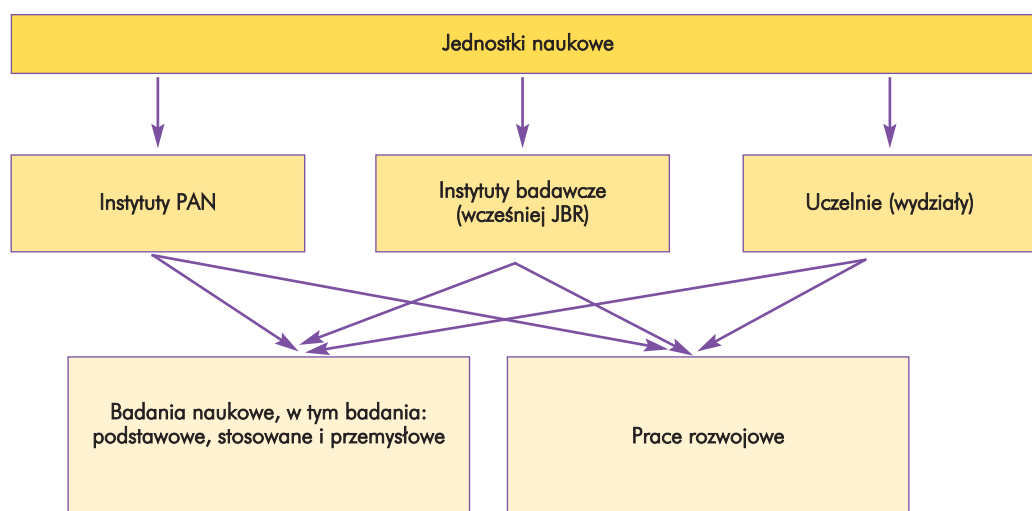 Jednostki naukowe
Instytuty PAN
Instytuty badawcze
(wcześniej JBR)
Uczelnie (wydziały)
Badania naukowe, w tym badania:
podstawowe, stosowane i przemysłowe
Prace rozwojowe